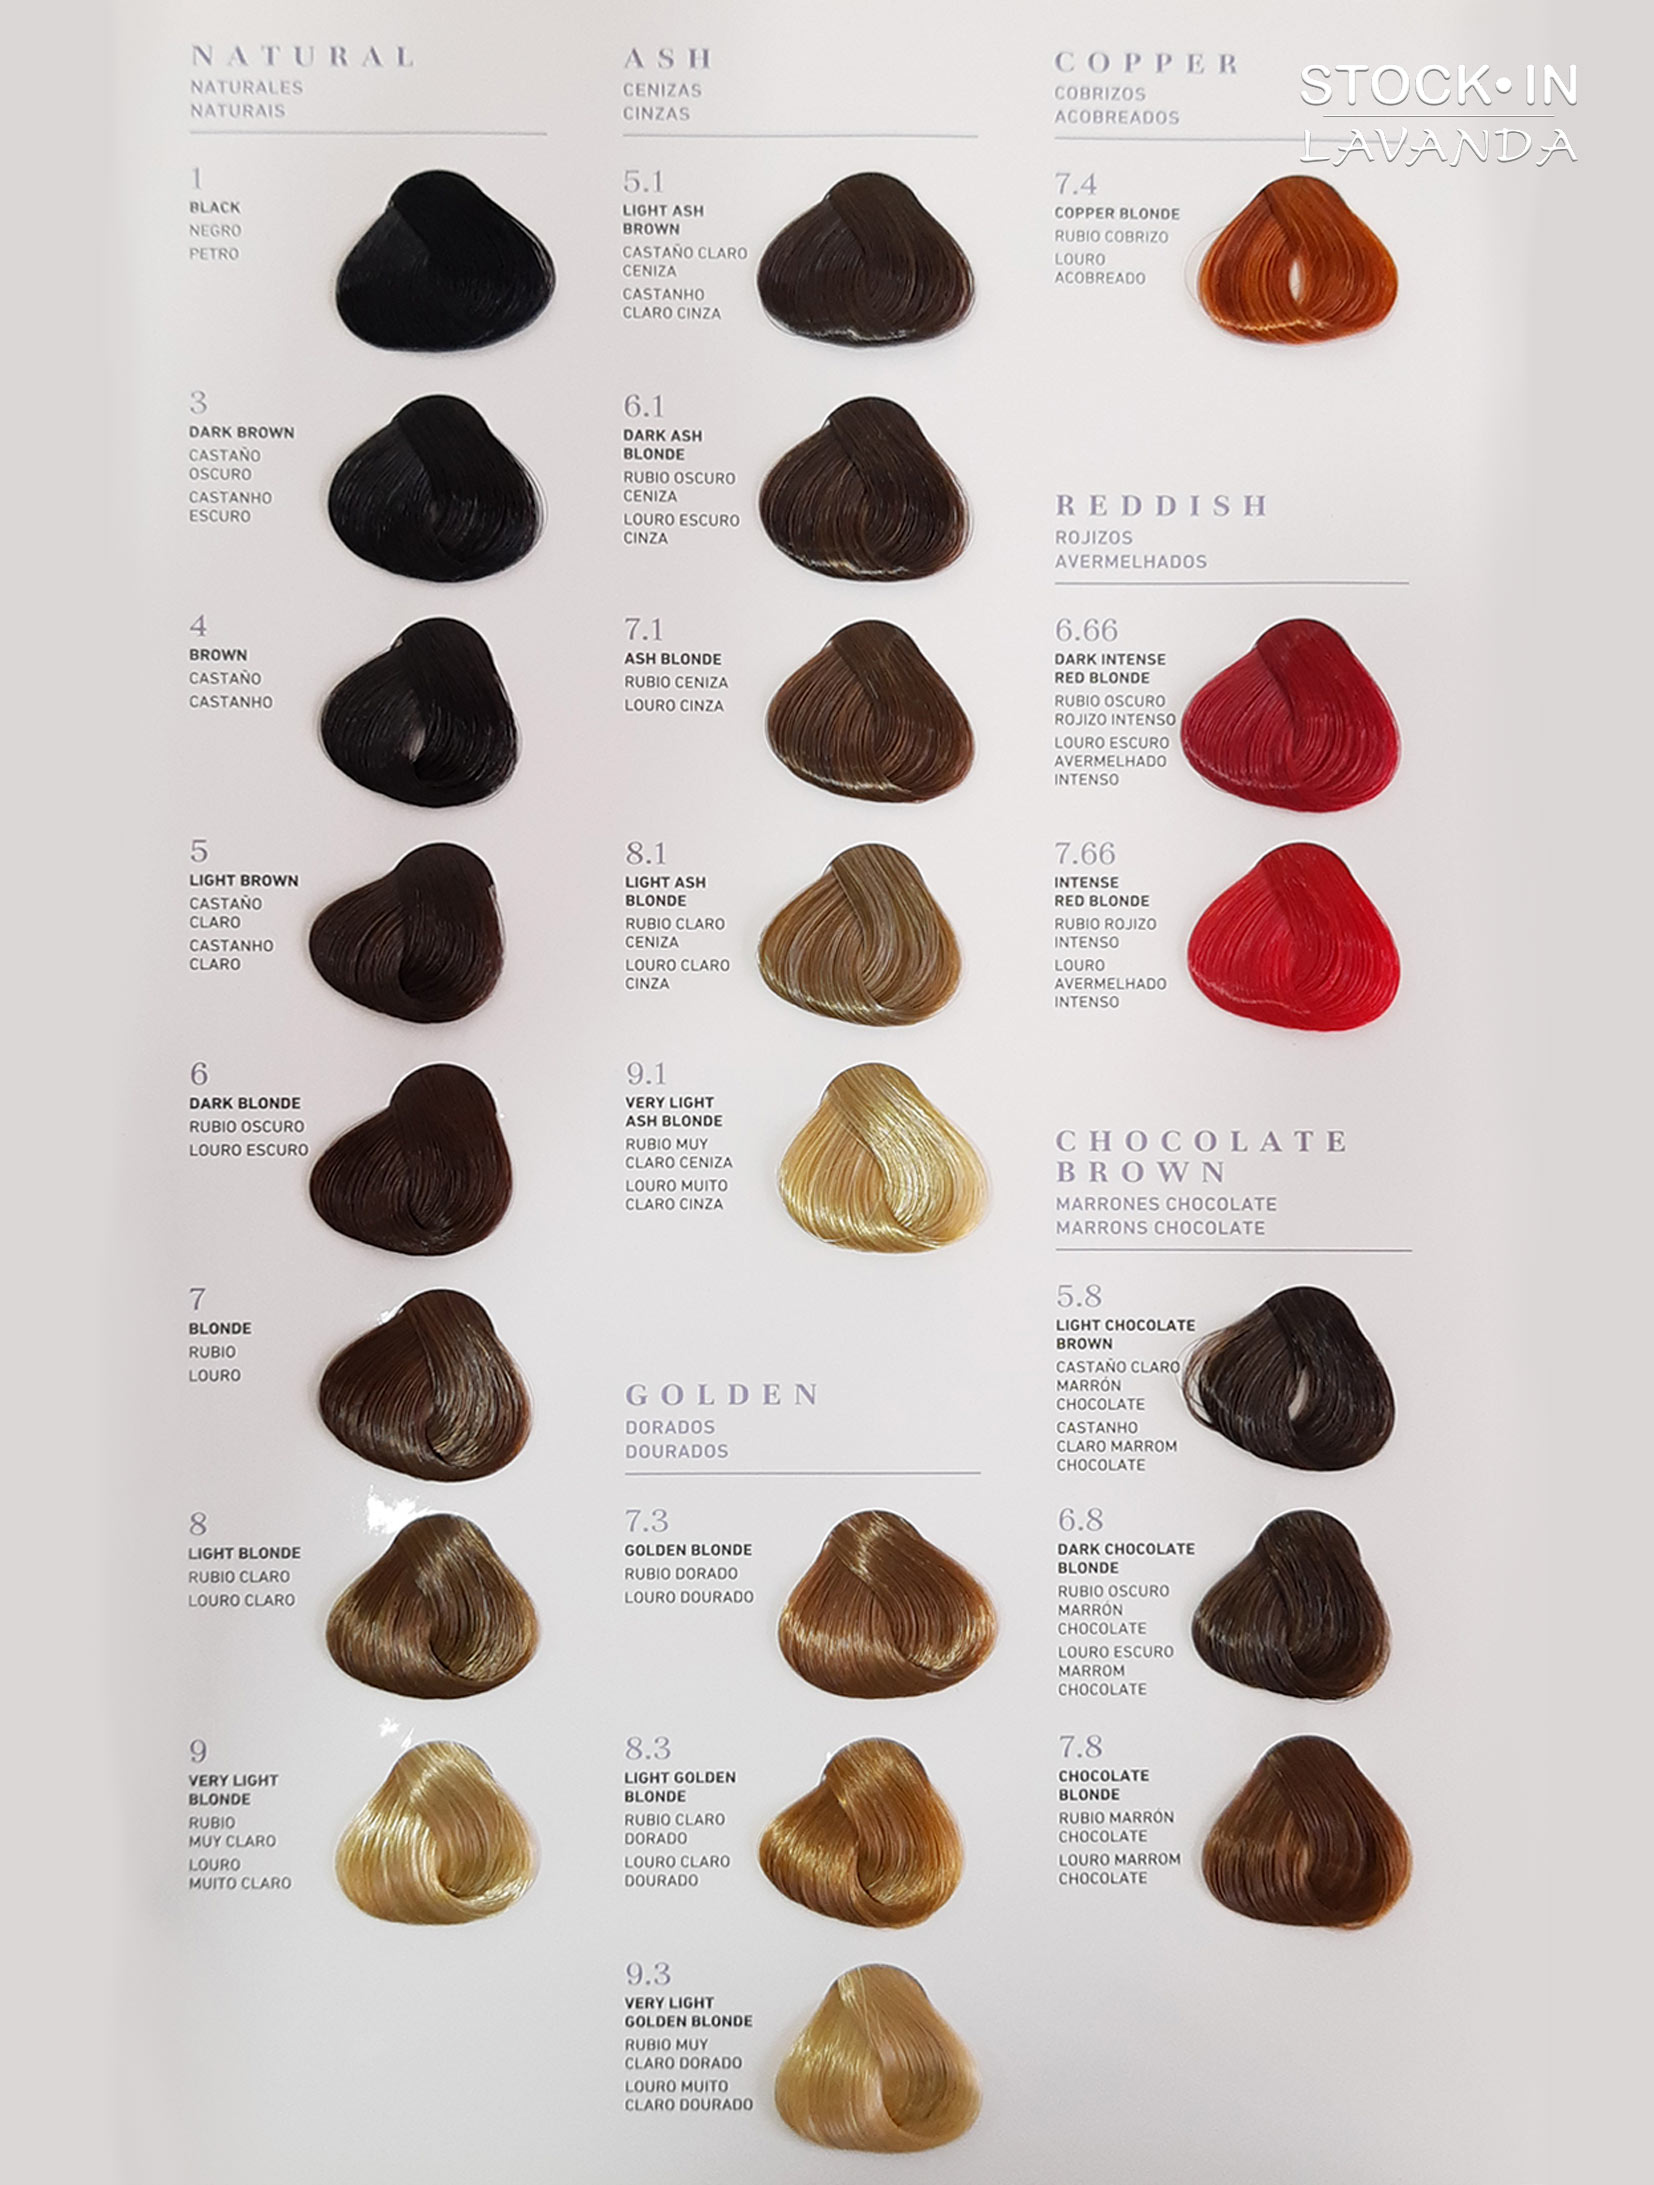 NATURAL
NATURALES
NATURAIS
1
BLACK
NEGRO
PETRO
3
DARK BROWN
CASTAÑO
OSCURO
CASTANHO
ESCURO
4
BROWN
CASTAÑO
CASTANHO
5
LIGHT BROWN
CASTAÑO
CLARO
CASTANHO
CLARO
6
DARK BLONDE
RUBIO OSCURO
LOURO ESCURO
7
BLONDE
RUBIO
LOURO
8
LIGHT BLONDE
RUBIO CLARO
LOURO CLARO
9
VERY LIGHT
BLONDE
RUBIO
MUY CLARO
LOURO
MUITO CLARO
ASH
CENIZAS
CINZAS
5.1
LIGHT ASH
BROWN
CASTAÑO CLARO
CENIZA
CASTANHO
CLARO CINZA
6.1
DARK ASH
BLONDE
RUBIO OSCURO
CENIZA
LOURO ESCURO
CINZA
7.1
ASH BLONDE
RUBIO CENIZA
LOURO CINZA
8.1
LIGHT ASH
BLONDE
RUBIO CLARO
CENIZA
LOURO CLARO
CINZA
9.1
VERY LIGHT
ASH BLONDE
RUBIO MUY
CLARO CENIZA
LOURO MUITO
CLARO CINZA
GOLDEN
DORADOS
DOURADOS
7.3
GOLDEN BLONDE
RUBIO DORADO
LOURO DOURADO
8.3
LIGHT GOLDEN
BLONDE
RUBIO CLARO
DORADO
LOURO CLARO
DOURADO
9.3
VERY LIGHT
GOLDEN BLONDE
RUBIO MUY
CLARO DORADO
LOURO MUITO
CLARO DOURADO
COPPER
COBRIZOS
ACOBREADOS
STOCK•IN
LAVANDA
7.4
COPPER BLONDE
RUBIO COBRIZO
LOURO
ACOBREADO
REDDISH
ROJIZOS
AVERMELHADOS
6.66
DARK INTENSE
RED BLONDE
RUBIO OSCURO
ROJIZO INTENSO
LOURO ESCURO
AVERMELHADO
INTENSO
7.66
INTENSE
RED BLONDE
RUBIO ROJIZO
INTENSO
LOURO
AVERMELHADO
INTENSO
CHOCOLATE
BROWN
MARRONES CHOCOLATE
MARRONS CHOCOLATE
5.8
LIGHT CHOCOLATE
BROWN
CASTAÑO CLARO
MARRÓN
CHOCOLATE
CASTANHO
CLARO MARROM
CHOCOLATE
6.8
DARK CHOCOLATE
BLONDE
RUBIO OSCURO
MARRÓN
CHOCOLATE
LOURO ESCURO
MARROM
CHOCOLATE
7.8
CHOCOLATE
BLONDE
RUBIO MARRÓN
CHOCOLATE
LOURO MARROM
CHOCOLATE